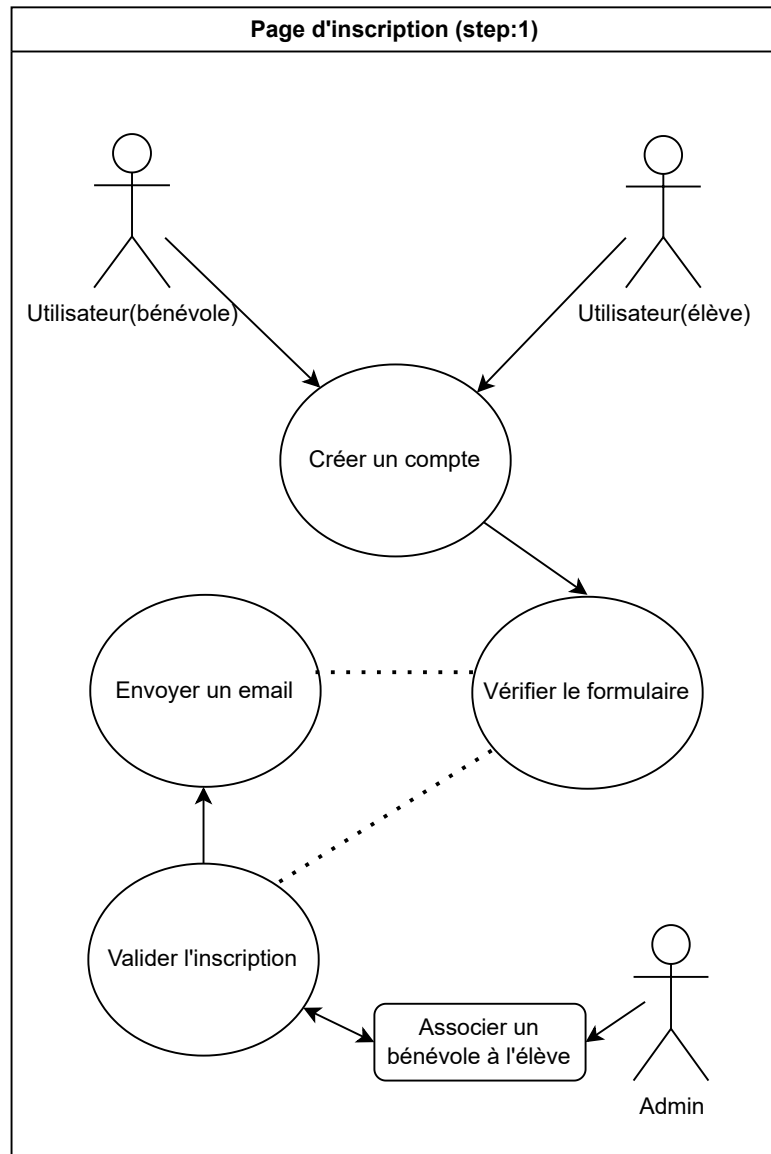 Page d'inscription (step:1)
Utilisateur(bénévole)
Utilisateur(élève)
Créer un compte
Envoyer un email
Vérifier le formulaire
Valider l'inscription
Associer un
bénévole à l'élève
Admin